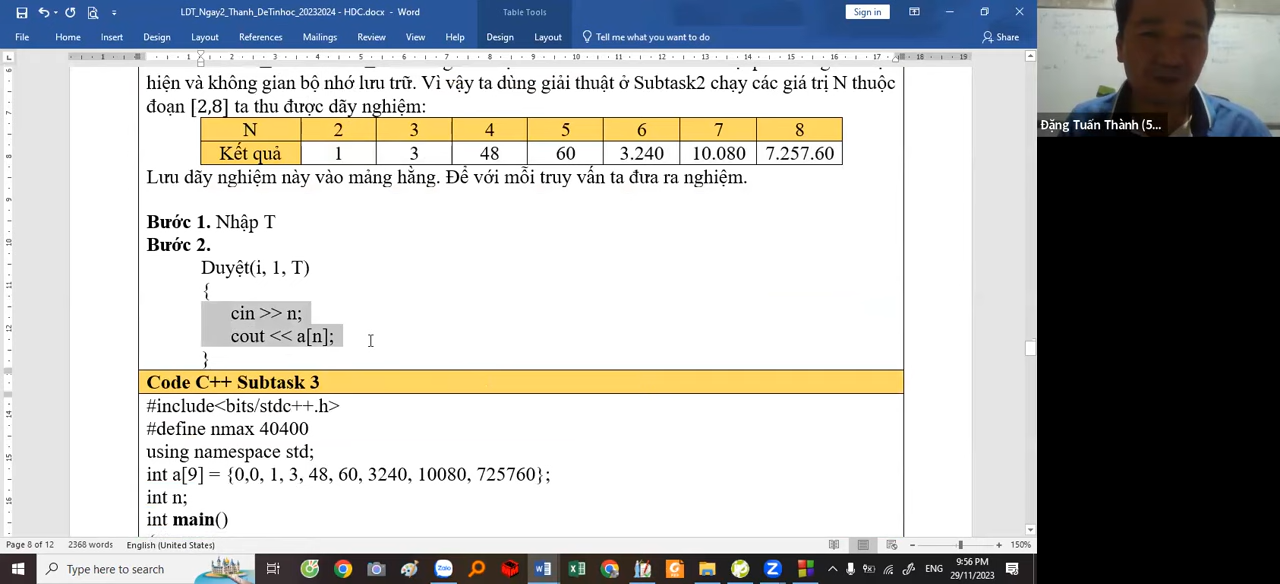 LDT_Ngay2_Thanh_DeTinhoc_20232024 - HDC.docx - Word
Table Tools
Sign in
File Home Insert Design Layout References Mailings Review View Help Design Layout Tell me what you want to do Share
hiện và không gian bộ nhớ lưu trữ. Vì vậy ta dùng giải thuật ở Subtask2 chạy các giá trị N thuộc
đoạn [2,8] ta thu được dãy nghiệm:
N 2 3 4 5 6 7 8
Kết quả 1 3 48 60 3.240 10.080 7.257.60
Lưu dãy nghiệm này vào mảng hằng. Để với mỗi truy vấn ta đưa ra nghiệm.
Bước 1. Nhập T
Bước 2.
Duyệt(i, 1, T)
{
cin >> n;
cout << a[n];
}
Code C++ Subtask 3
#include<bits/stdc++.h>
#define nmax 40400
using namespace std;
int a[9] = {0,0, 1, 3, 48, 60, 3240, 10080, 725760};
int n;
int main()
Page 8 of 12 2368 words English (United States) 150%
Type here to search
ENG
9:56 PM
29/11/2023
Đặng Tuấn Thành (5...